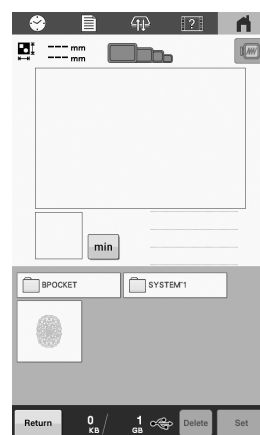 ?
--- mm
--- mm
min
BPOCKET
SYSTEM~1
Return
0 KB / 1 GB
Delete
Set